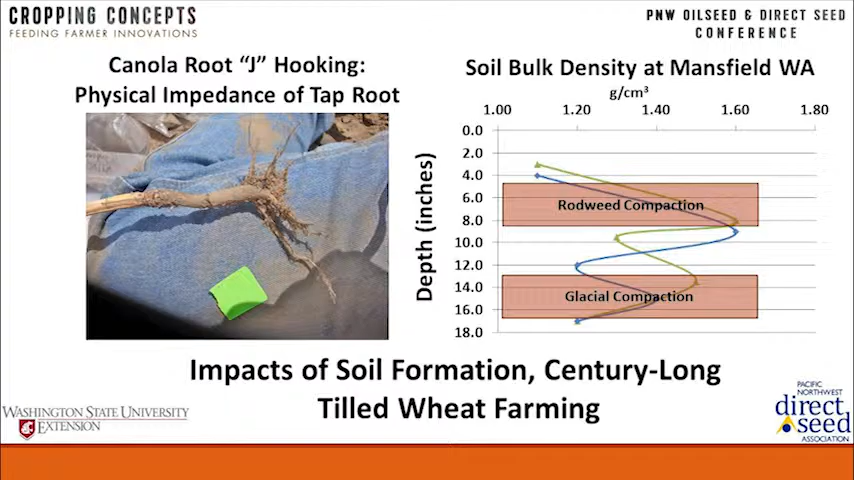 CROPPING CONCEPTS
FEEDING FARMER INNOVATIONS
PNW OILSEED & DIRECT SEED
CONFERENCE
Canola Root “J” Hooking:
Physical Impedance of Tap Root
Soil Bulk Density at Mansfield WA
g/cm³
1.00 1.20 1.40 1.60 1.80
Depth (inches)
0.0
2.0
4.0
6.0
8.0
10.0
12.0
14.0
16.0
18.0
Rodweed Compaction
Glacial Compaction
Impacts of Soil Formation, Century-Long
Tilled Wheat Farming
WASHINGTON STATE UNIVERSITY
EXTENSION
PACIFIC
NORTHWEST
direct
seed
ASSOCIATION